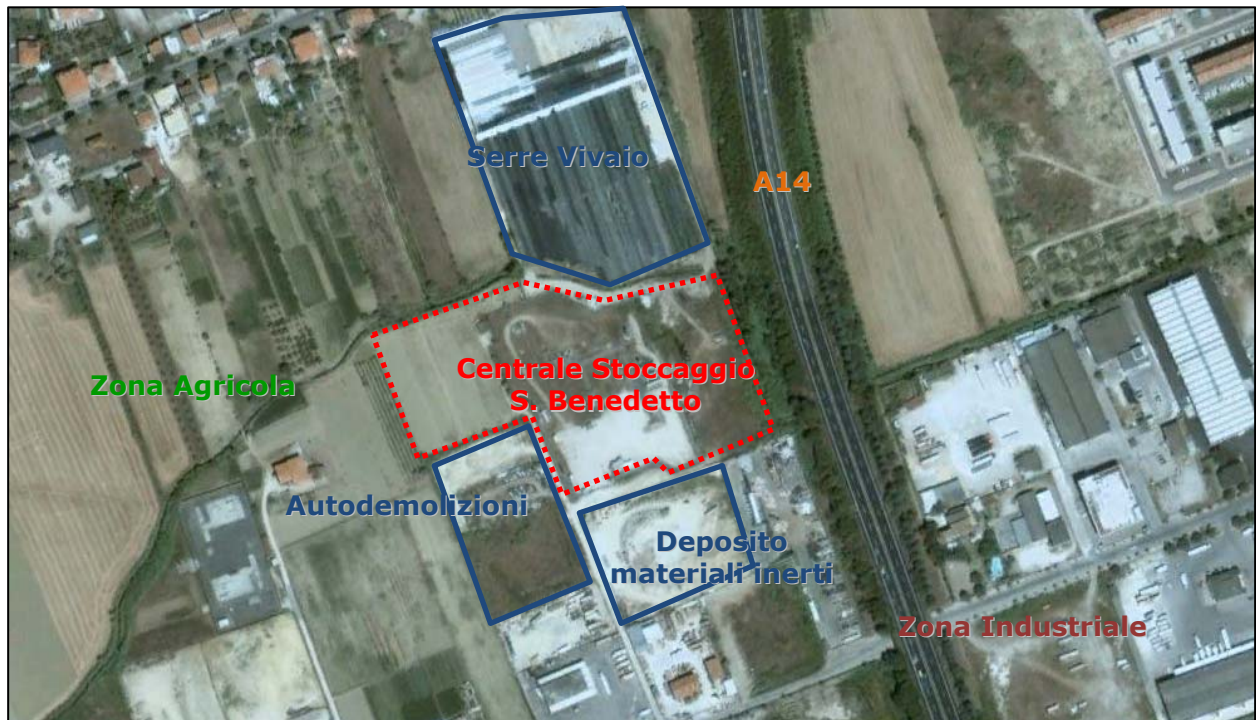 Serre Vivaio
A14
Centrale Stoccaggio
S. Benedetto
Zona Agricola
Autodemolizioni
Deposito
materiali inerti
Zona Industriale